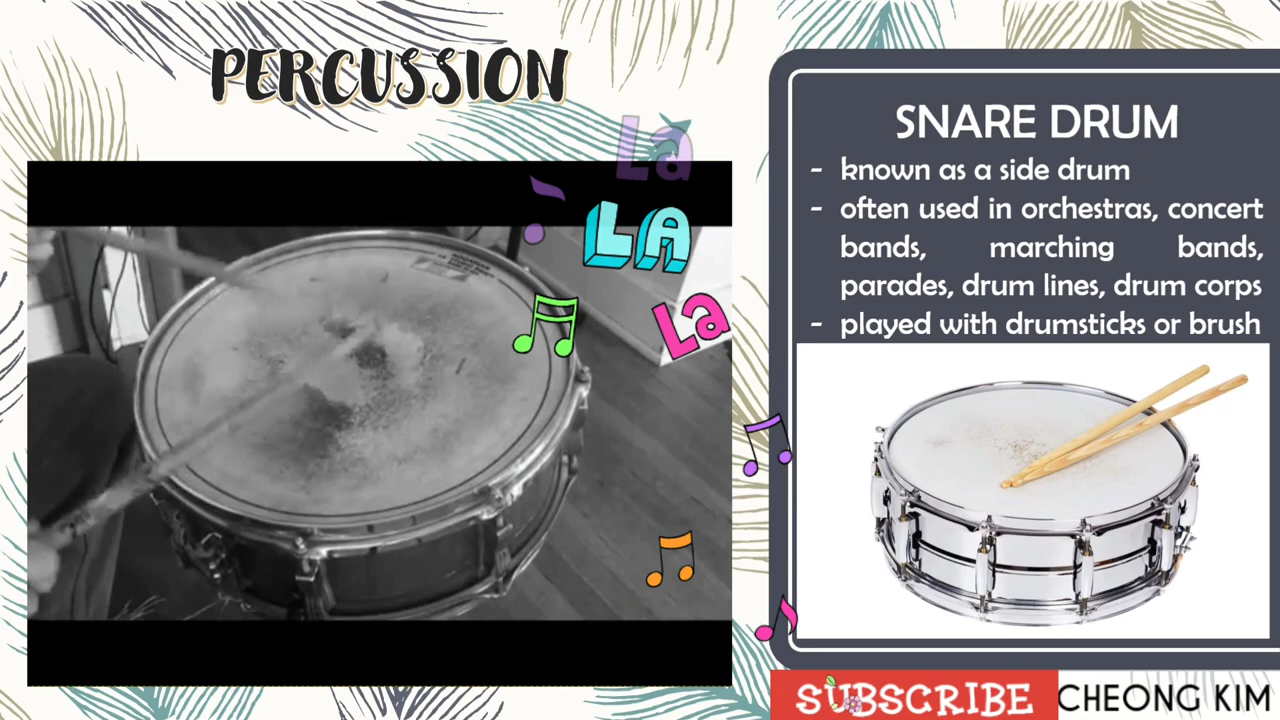 PERCUSSION
La
LA
La
SNARE DRUM
- known as a side drum
- often used in orchestras, concert
bands, marching bands,
parades, drum lines, drum corps
- played with drumsticks or brush
SUBSCRIBE CHEONG KIM